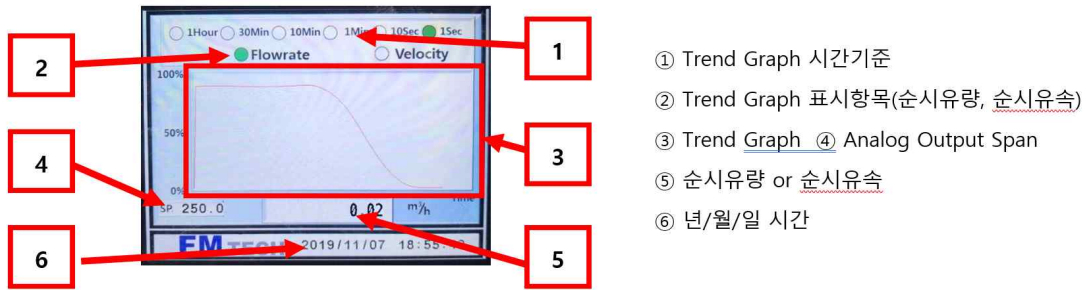 1Hour 30Min 10Min 1Min 10Sec 1Sec
Flowrate Velocity
100%
50%
0%
SP 250.0 0.02 m³/h Time
2019/11/07 18:55
1
2
3
4
5
6
① Trend Graph 시간기준
② Trend Graph 표시항목(순시유량, 순시유속)
③ Trend Graph ④ Analog Output Span
⑤ 순시유량 or 순시유속
⑥ 년/월/일 시간